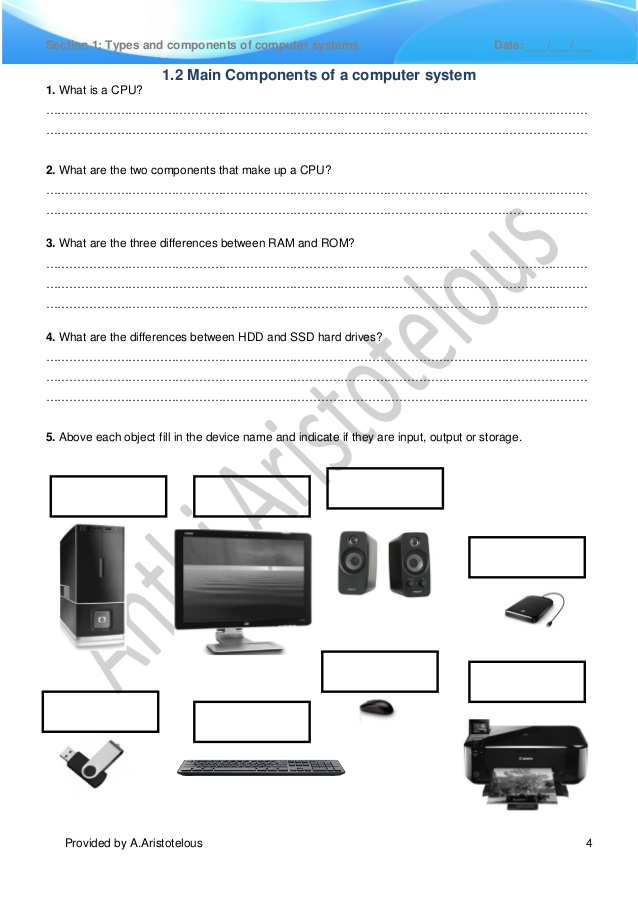 Section 1: Types and components of computer systems Date: ___/___/___
1.2 Main Components of a computer system
1. What is a CPU?
2. What are the two components that make up a CPU?
3. What are the three differences between RAM and ROM?
4. What are the differences between HDD and SSD hard drives?
5. Above each object fill in the device name and indicate if they are input, output or storage.
Anthi Aristotelous
Canon
Provided by A.Aristotelous 4